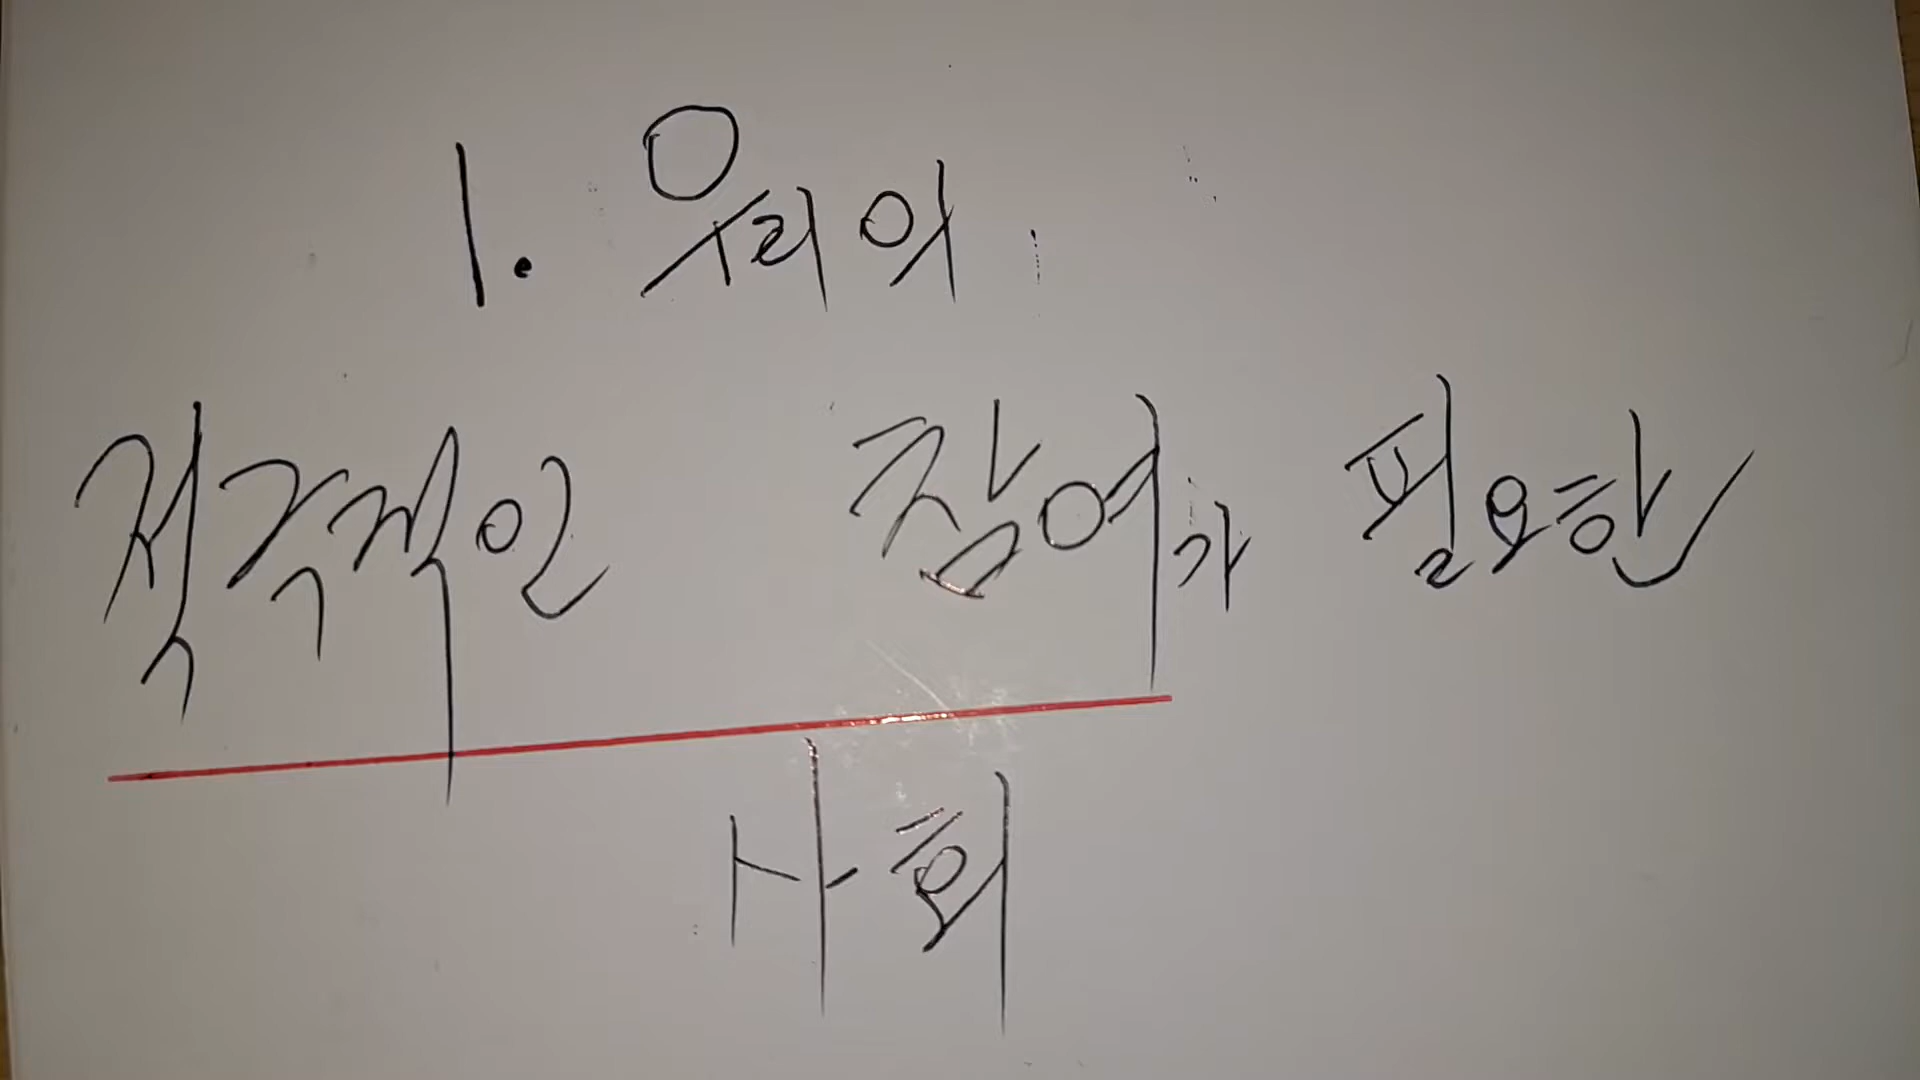 1. 우리의
적극적인 참여가 필요한
사회